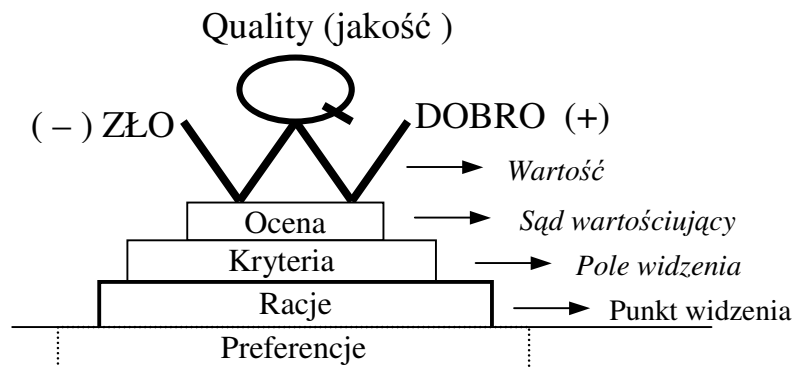 Quality (jakość )
( – ) ZŁO
DOBRO (+)
Wartość
Ocena
Sąd wartościujący
Kryteria
Pole widzenia
Racje
Punkt widzenia
Preferencje